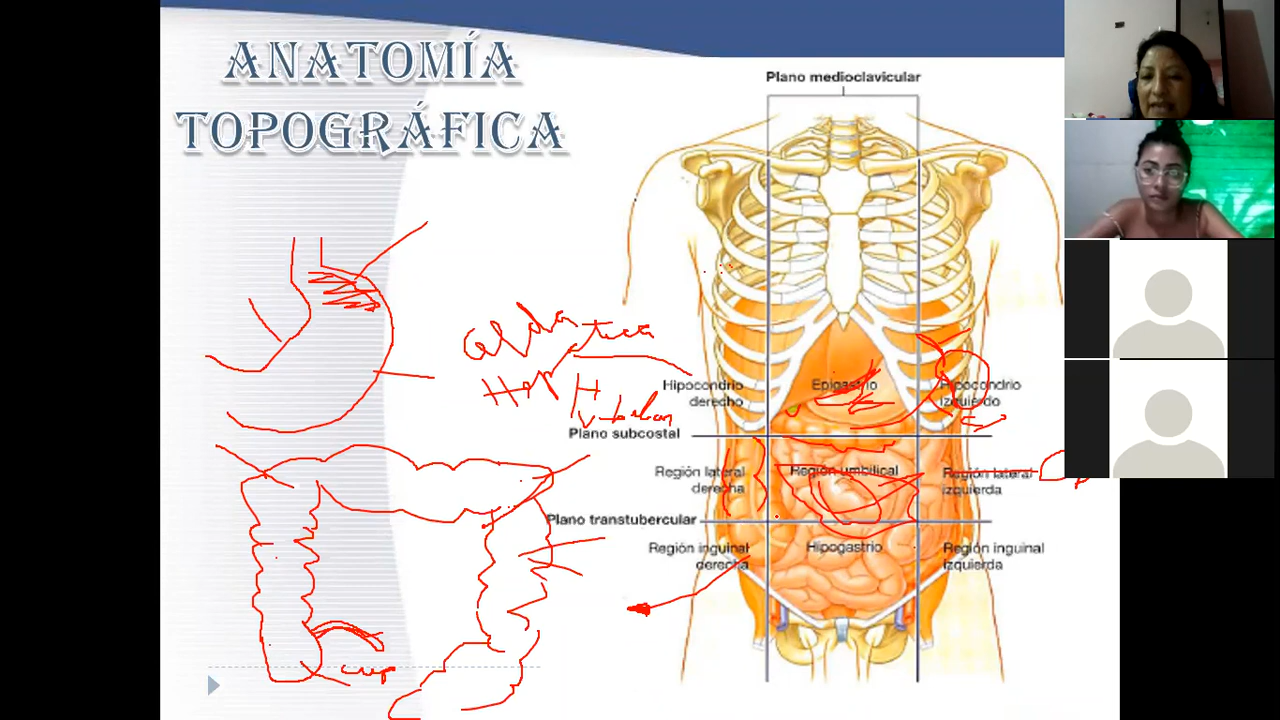 ANATOMÍA
TOPOGRÁFICA
Plano medioclavicular
Hipocondrio
derecho
Epigastrio
Hipocondrio
izquierdo
Plano subcostal
Región lateral
derecha
Región umbilical
Región lateral
izquierda
Plano transtubercular
Región inguinal
derecha
Hipogastrio
Región inguinal
izquierda